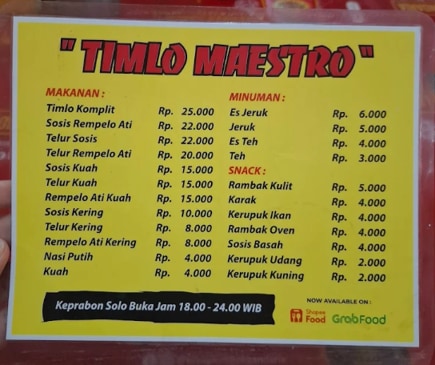 " TIMLO MAESTRO "
MAKANAN :
Timlo Komplit Rp. 25.000
Sosis Rempelo Ati Rp. 22.000
Telur Sosis Rp. 22.000
Telur Rempelo Ati Rp. 20.000
Sosis Kuah Rp. 15.000
Telur Kuah Rp. 15.000
Rempelo Ati Kuah Rp. 15.000
Sosis Kering Rp. 10.000
Telur Kering Rp. 8.000
Rempelo Ati Kering Rp. 8.000
Nasi Putih Rp. 4.000
Kuah Rp. 4.000
MINUMAN :
Es Jeruk Rp. 6.000
Jeruk Rp. 5.000
Es Teh Rp. 4.000
Teh Rp. 3.000
SNACK :
Rambak Kulit Rp. 5.000
Karak Rp. 4.000
Kerupuk Ikan Rp. 4.000
Rambak Oven Rp. 4.000
Sosis Basah Rp. 4.000
Kerupuk Udang Rp. 2.000
Kerupuk Kuning Rp. 2.000
Keprabon Solo Buka Jam 18.00 - 24.00 WIB
NOW AVAILABLE ON :
Shopee Food GrabFood